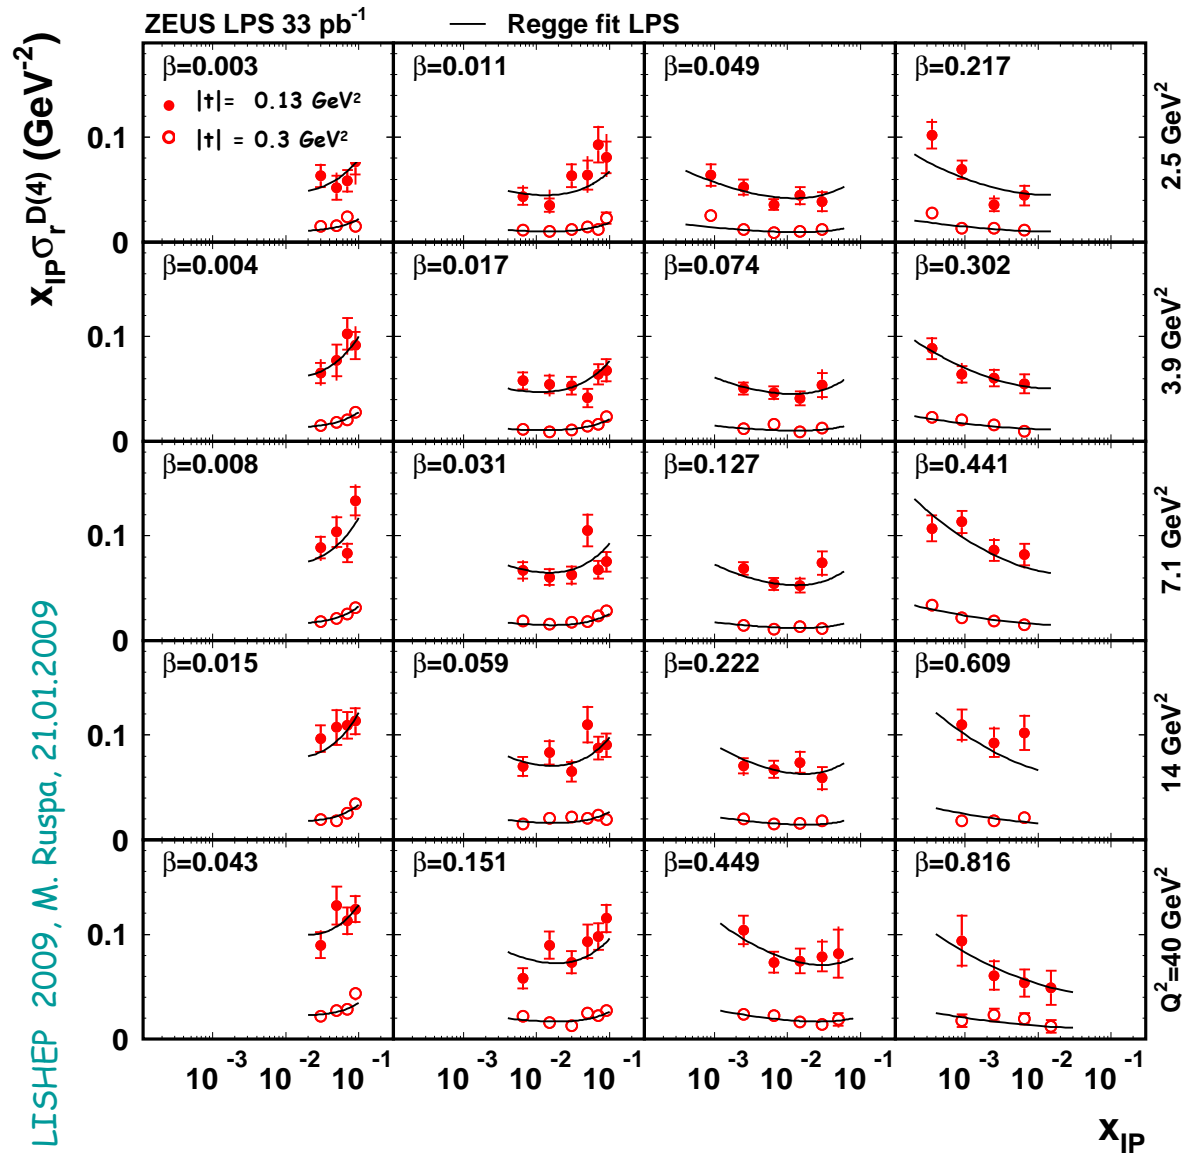 ZEUS LPS 33 pb⁻¹ — Regge fit LPS
x_IP σ_r^D(4) (GeV⁻²)
β=0.003 β=0.011 β=0.049 β=0.217
|t|= 0.13 GeV²
|t| = 0.3 GeV²
0.1
0
2.5 GeV²
β=0.004 β=0.017 β=0.074 β=0.302
0.1
0
3.9 GeV²
β=0.008 β=0.031 β=0.127 β=0.441
0.1
0
7.1 GeV²
β=0.015 β=0.059 β=0.222 β=0.609
0.1
0
14 GeV²
β=0.043 β=0.151 β=0.449 β=0.816
0.1
0
Q²=40 GeV²
10⁻³ 10⁻² 10⁻¹ 10⁻³ 10⁻² 10⁻¹ 10⁻³ 10⁻² 10⁻¹ 10⁻³ 10⁻² 10⁻¹
x_IP
LISHEP 2009, M. Ruspa, 21.01.2009